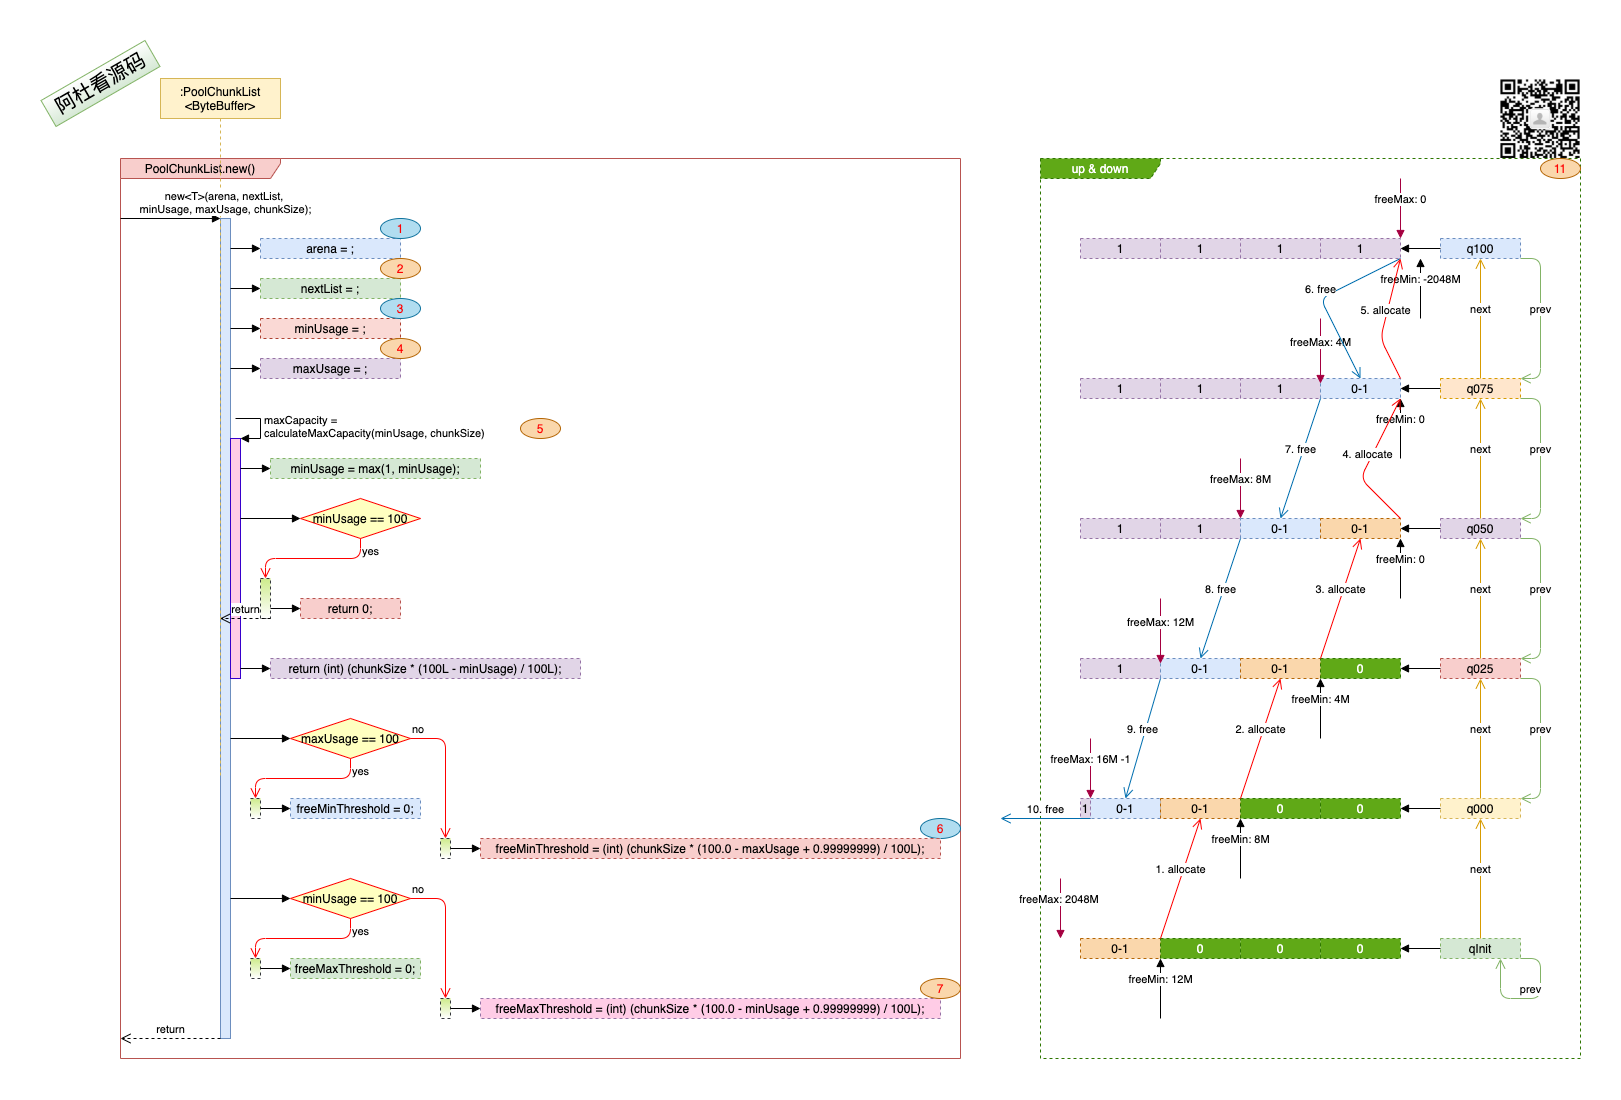 阿杜看源码
:PoolChunkList
<ByteBuffer>
PoolChunkList.new()
new<T>(arena, nextList,
minUsage, maxUsage, chunkSize);
1
arena = ;
2
nextList = ;
3
minUsage = ;
4
maxUsage = ;
maxCapacity =
calculateMaxCapacity(minUsage, chunkSize)
5
minUsage = max(1, minUsage);
minUsage == 100
yes
return
return 0;
return (int) (chunkSize * (100L - minUsage) / 100L);
maxUsage == 100
no
yes
freeMinThreshold = 0;
6
freeMinThreshold = (int) (chunkSize * (100.0 - maxUsage + 0.99999999) / 100L);
minUsage == 100
no
yes
freeMaxThreshold = 0;
7
freeMaxThreshold = (int) (chunkSize * (100.0 - minUsage + 0.99999999) / 100L);
return
up & down
11
freeMax: 0
1 1 1 1 q100
freeMin: -2048M
6. free
5. allocate
next
prev
freeMax: 4M
1 1 1 0-1 q075
freeMin: 0
7. free
4. allocate
next
prev
freeMax: 8M
1 1 0-1 0-1 q050
freeMin: 0
8. free
3. allocate
next
prev
freeMax: 12M
1 0-1 0-1 0 q025
freeMin: 4M
9. free
2. allocate
next
prev
freeMax: 16M -1
10. free
1 0-1 0-1 0 0 q000
freeMin: 8M
1. allocate
next
freeMax: 2048M
0-1 0 0 0 qInit
freeMin: 12M
prev